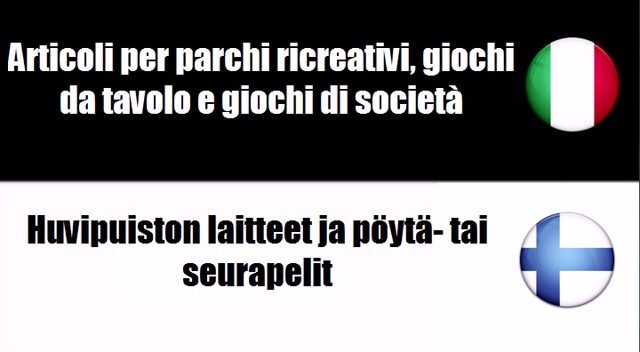 Articoli per parchi ricreativi, giochi
da tavolo e giochi di società
Huvipuiston laitteet ja pöytä- tai
seurapelit